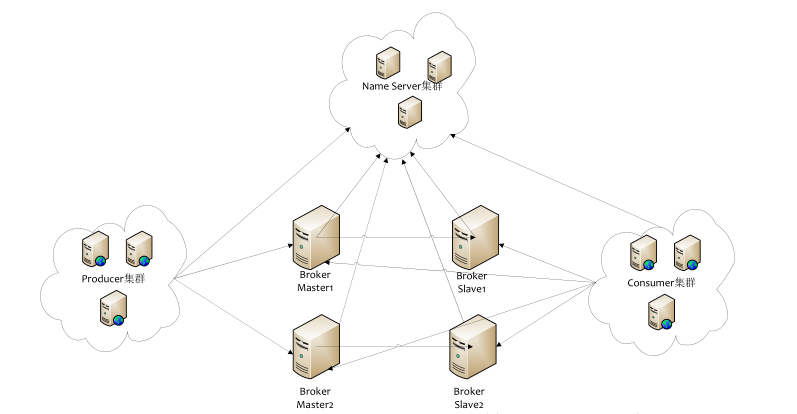 Name Server集群
Producer集群
Broker
Master1
Broker
Slave1
Consumer集群
Broker
Master2
Broker
Slave2